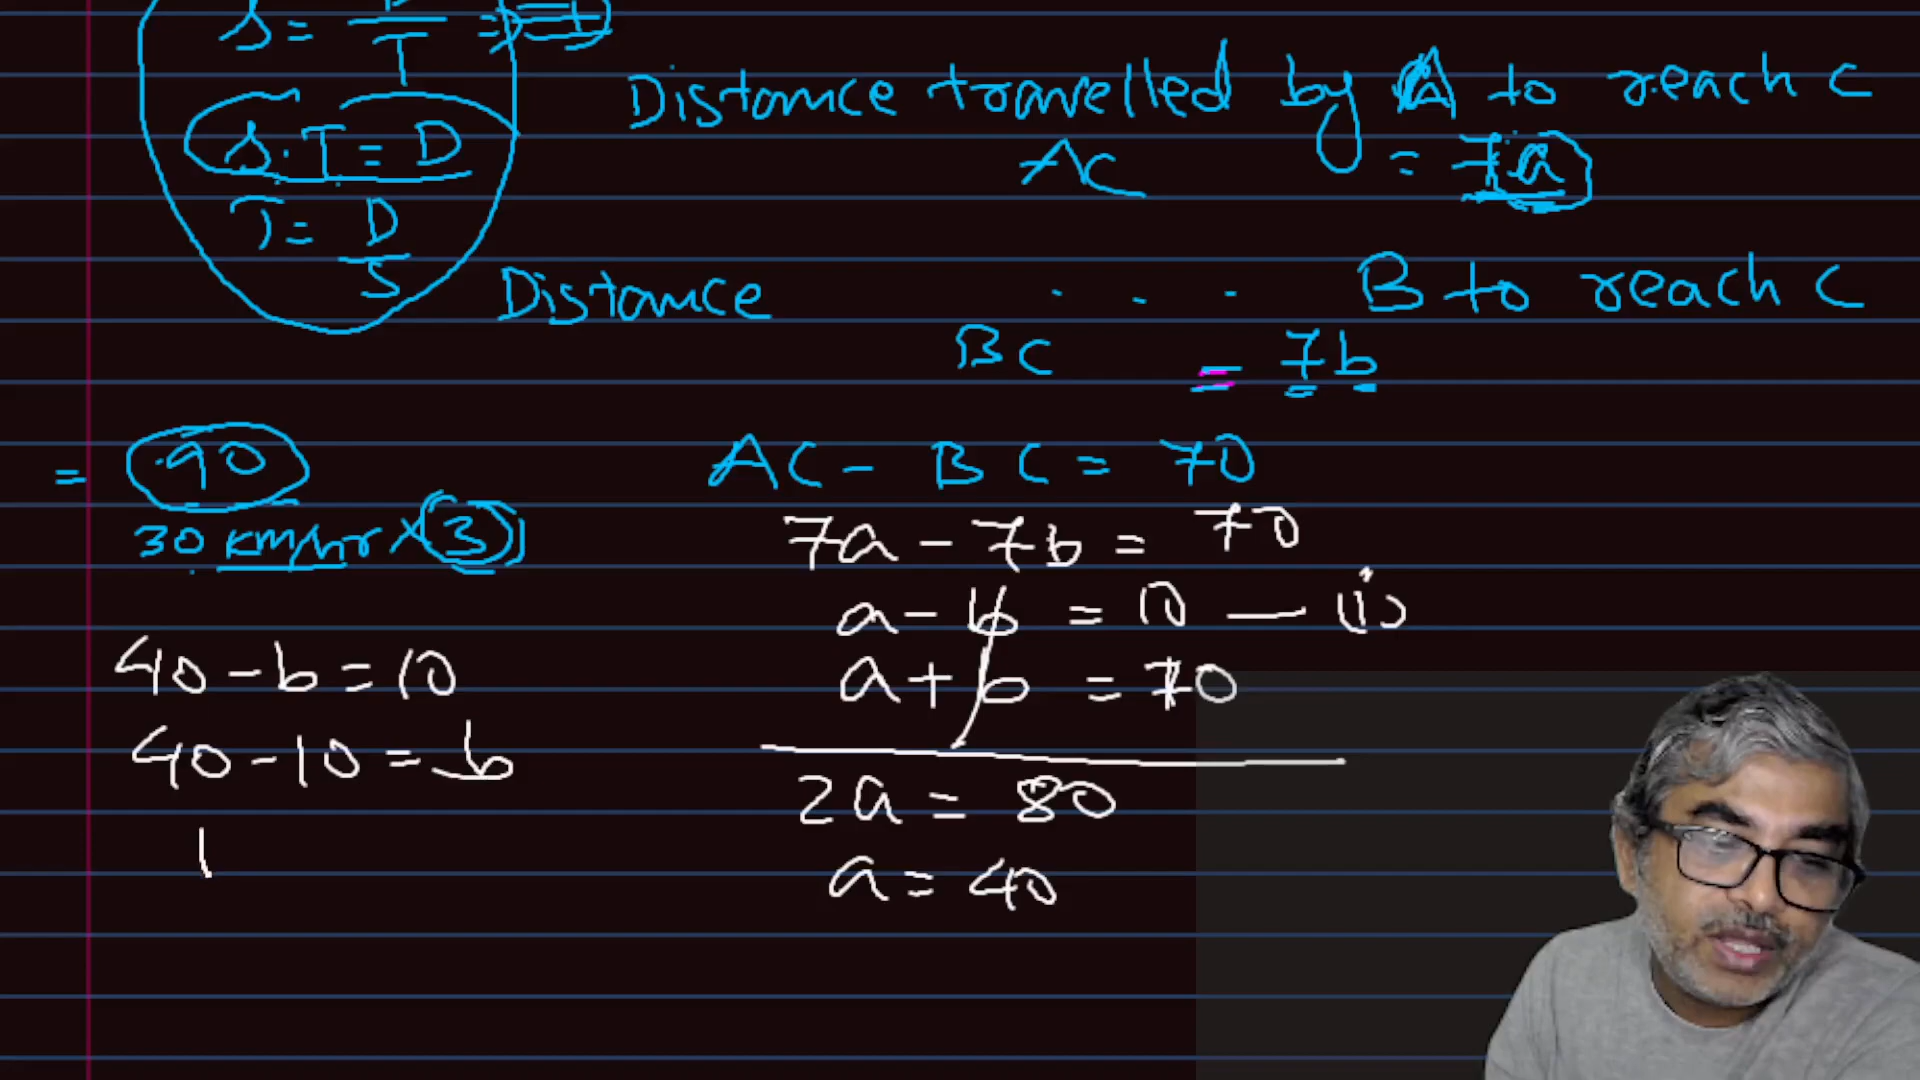 S = /T =>
Distance travelled by A to reach C
S.T = D
AC = 7a
T = D/S
Distance . - - B to reach C
BC = 7b
= 90
AC - BC = 70
30 km/hr x 3
7a - 7b = 70
a - b = 10 — (i)
40 - b = 10
a + b = 70
40 - 10 = b
2a = 80
a = 40